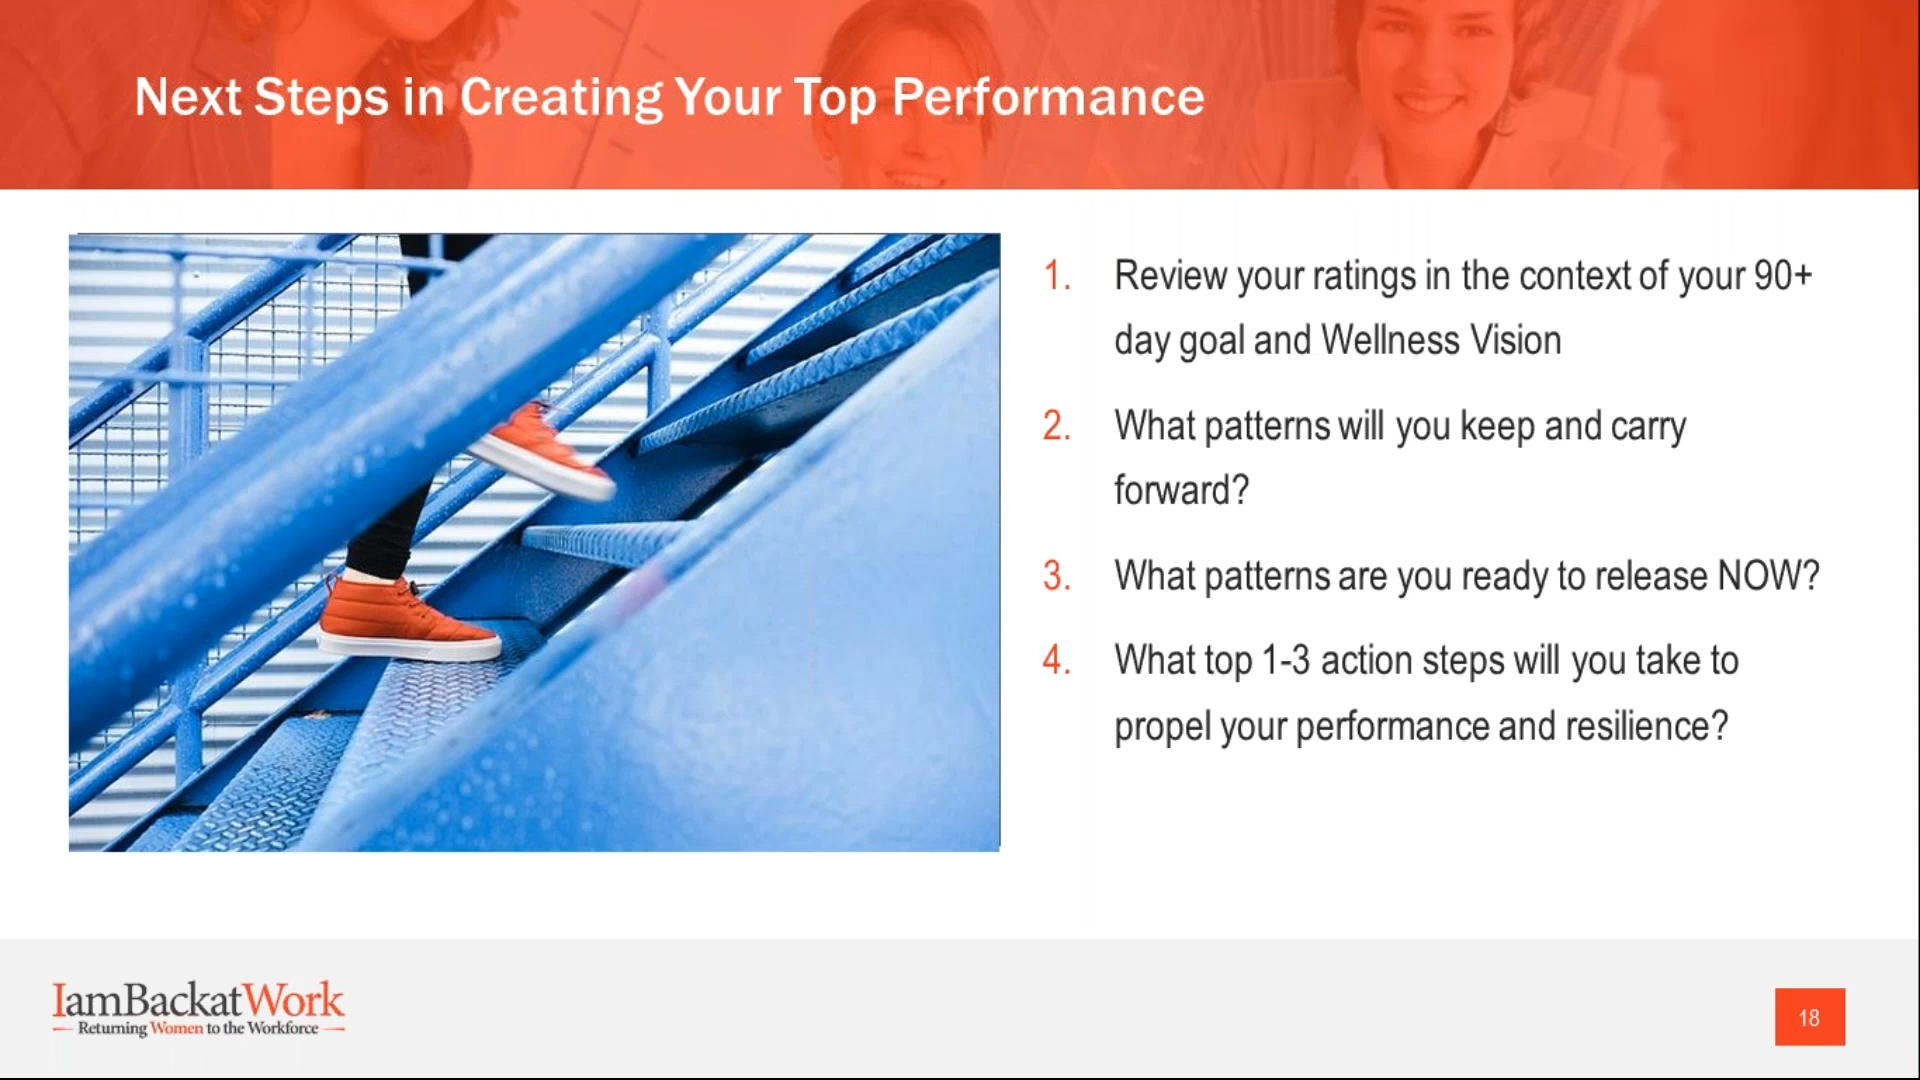 Next Steps in Creating Your Top Performance
1. Review your ratings in the context of your 90+
day goal and Wellness Vision
2. What patterns will you keep and carry
forward?
3. What patterns are you ready to release NOW?
4. What top 1-3 action steps will you take to
propel your performance and resilience?
IamBackatWork
Returning Women to the Workforce
18